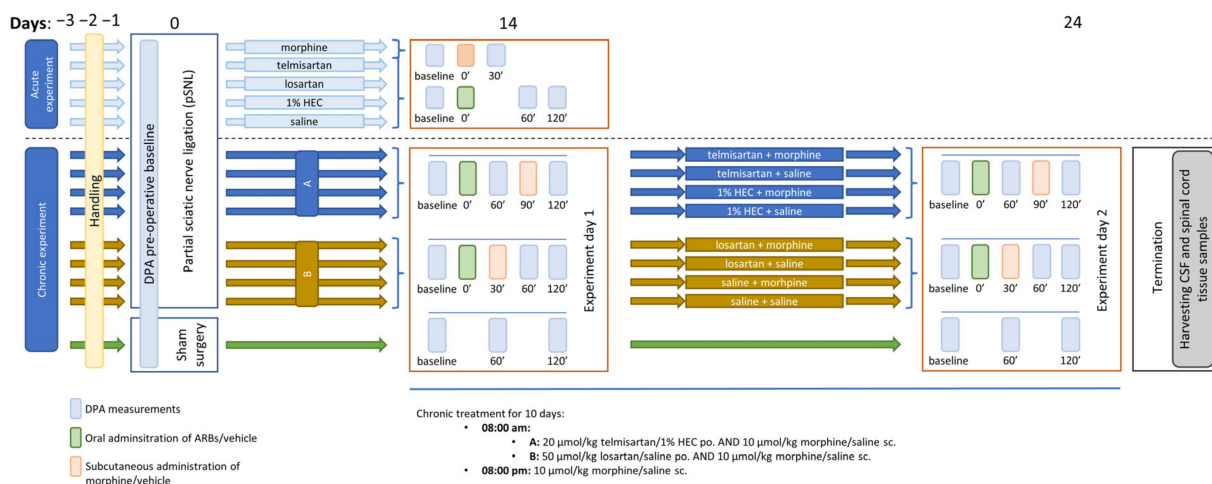 Days: −3 −2 −1 0 14 24
Acute experiment
Chronic experiment
Handling
DPA pre-operative baseline
Partial sciatic nerve ligation (pSNL)
Sham surgery
morphine
telmisartan
losartan
1% HEC
saline
baseline 0’ 30’
baseline 0’ 60’ 120’
A
B
baseline 0’ 60’ 90’ 120’
baseline 0’ 30’ 60’ 120’
baseline 60’ 120’
Experiment day 1
telmisartan + morphine
telmisartan + saline
1% HEC + morphine
1% HEC + saline
losartan + morphine
losartan + saline
saline + morhpine
saline + saline
baseline 0’ 60’ 90’ 120’
baseline 0’ 30’ 60’ 120’
baseline 60’ 120’
Experiment day 2
Termination
Harvesting CSF and spinal cord
tissue samples
DPA measurements
Oral adminsitration of ARBs/vehicle
Subcutaneous administration of
morphine/vehicle
Chronic treatment for 10 days:
• 08:00 am:
• A: 20 µmol/kg telmisartan/1% HEC po. AND 10 µmol/kg morphine/saline sc.
• B: 50 µmol/kg losartan/saline po. AND 10 µmol/kg morphine/saline sc.
• 08:00 pm: 10 µmol/kg morphine/saline sc.